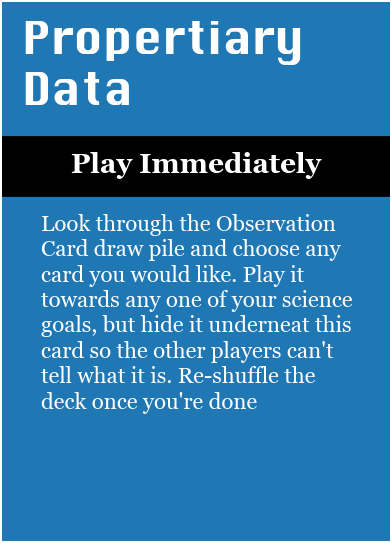 Propertiary
Data
Play Immediately
Look through the Observation
Card draw pile and choose any
card you would like. Play it
towards any one of your science
goals, but hide it underneat this
card so the other players can't
tell what it is. Re-shuffle the
deck once you're done